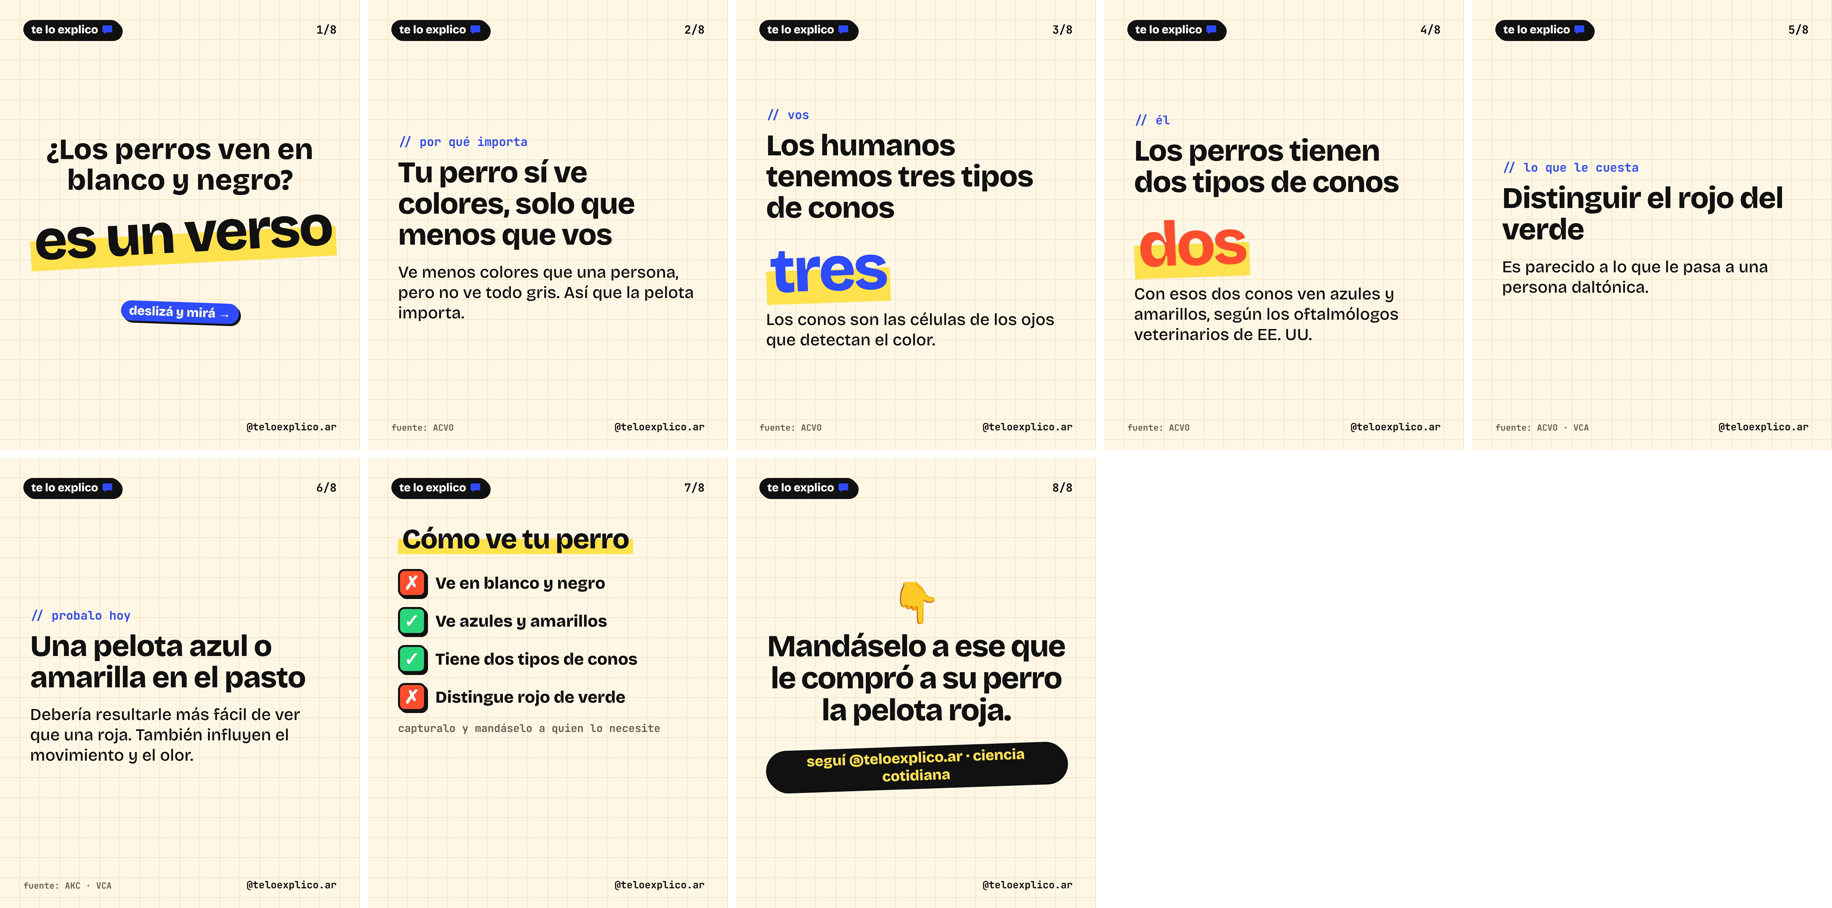 te lo explico
1/8
¿Los perros ven en
blanco y negro?
es un verso
deslizá y mirá →
@teloexplico.ar
te lo explico
2/8
// por qué importa
Tu perro sí ve
colores, solo que
menos que vos
Ve menos colores que una persona,
pero no ve todo gris. Así que la pelota
importa.
fuente: ACVO
@teloexplico.ar
te lo explico
3/8
// vos
Los humanos
tenemos tres tipos
de conos
tres
Los conos son las células de los ojos
que detectan el color.
fuente: ACVO
@teloexplico.ar
te lo explico
4/8
// él
Los perros tienen
dos tipos de conos
dos
Con esos dos conos ven azules y
amarillos, según los oftalmólogos
veterinarios de EE. UU.
fuente: ACVO
@teloexplico.ar
te lo explico
5/8
// lo que le cuesta
Distinguir el rojo del
verde
Es parecido a lo que le pasa a una
persona daltónica.
fuente: ACVO · VCA
@teloexplico.ar
te lo explico
6/8
// probalo hoy
Una pelota azul o
amarilla en el pasto
Debería resultarle más fácil de ver
que una roja. También influyen el
movimiento y el olor.
fuente: AKC · VCA
@teloexplico.ar
te lo explico
7/8
Cómo ve tu perro
✗ Ve en blanco y negro
✓ Ve azules y amarillos
✓ Tiene dos tipos de conos
✗ Distingue rojo de verde
capturalo y mandáselo a quien lo necesite
@teloexplico.ar
te lo explico
8/8
Mandáselo a ese que
le compró a su perro
la pelota roja.
seguí @teloexplico.ar · ciencia
cotidiana
@teloexplico.ar